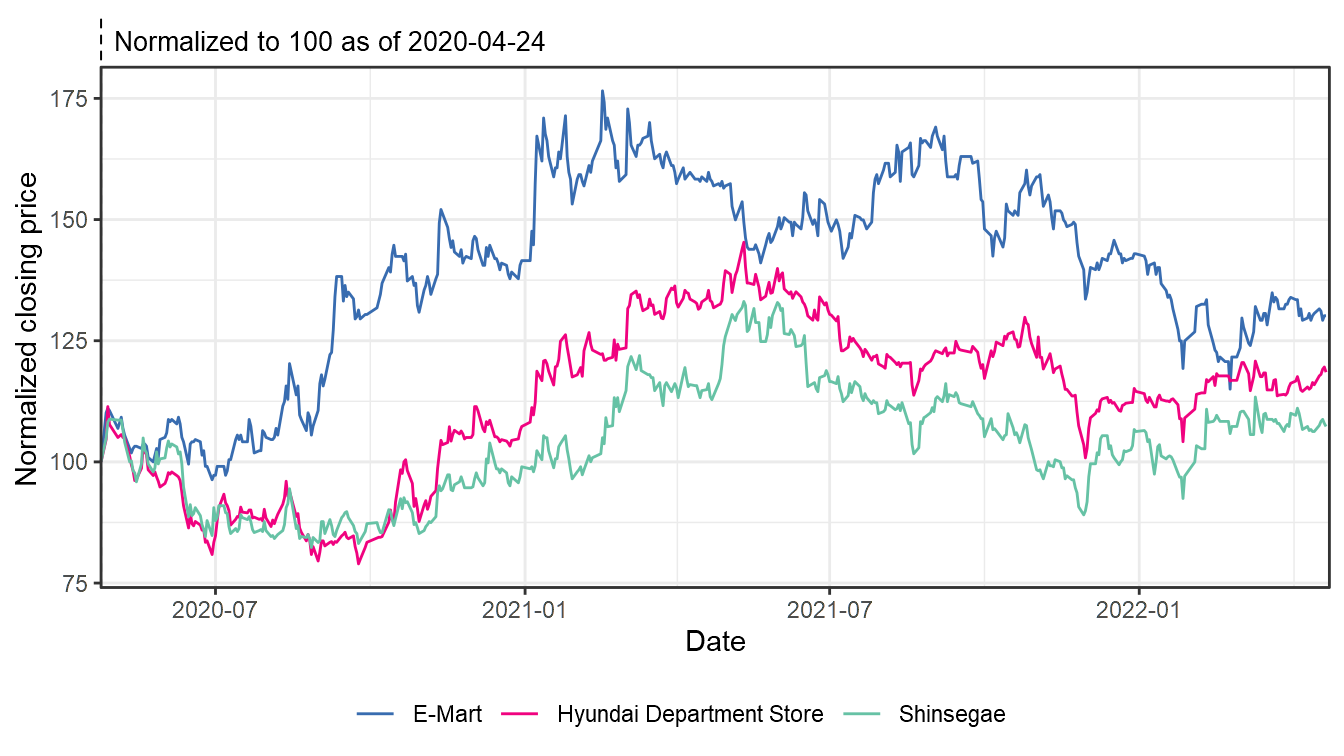 Normalized to 100 as of 2020-04-24
175
150
125
100
75
Normalized closing price
2020-07
2021-01
2021-07
2022-01
Date
E-Mart
Hyundai Department Store
Shinsegae